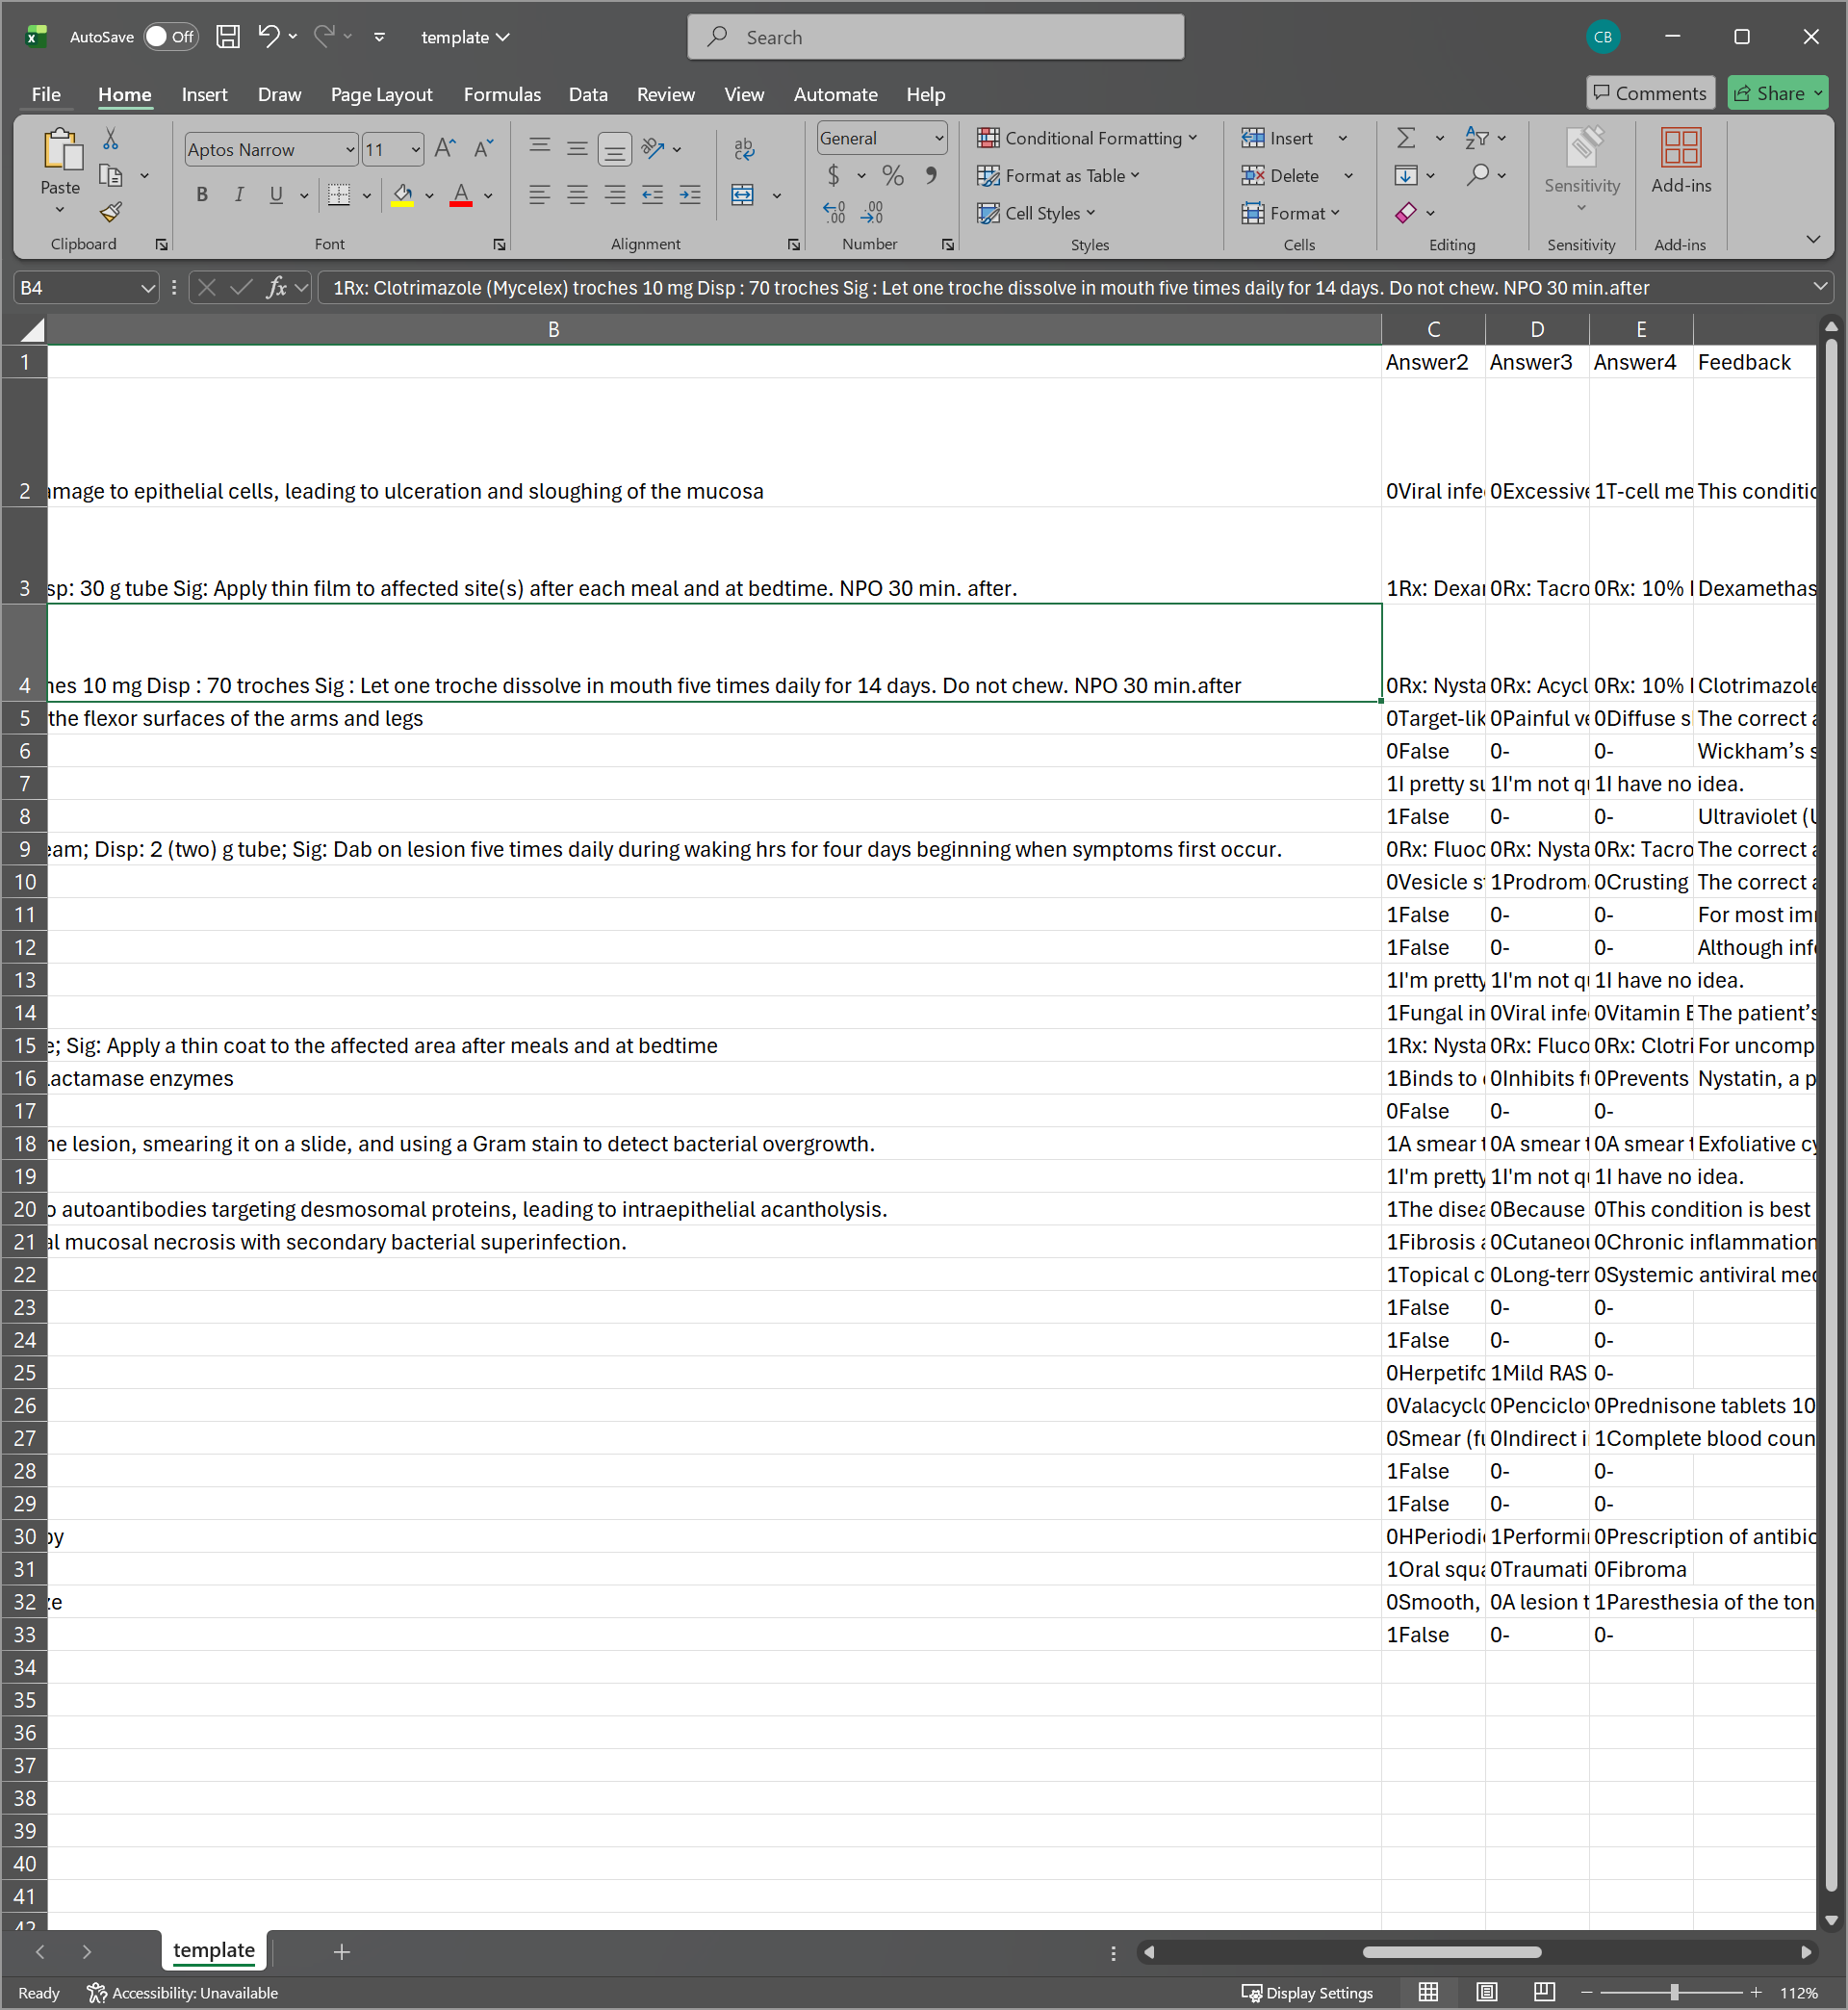 AutoSave Off template Search CB
File Home Insert Draw Page Layout Formulas Data Review View Automate Help Comments Share
Paste Aptos Narrow 11 General Conditional Formatting Insert Sensitivity Add-ins
B I U A $ % Format as Table Delete
Cell Styles Format
Clipboard Font Alignment Number Styles Cells Editing Sensitivity Add-ins
B4 fx 1Rx: Clotrimazole (Mycelex) troches 10 mg Disp : 70 troches Sig : Let one troche dissolve in mouth five times daily for 14 days. Do not chew. NPO 30 min.after
B C D E
1 Answer2 Answer3 Answer4 Feedback
2 amage to epithelial cells, leading to ulceration and sloughing of the mucosa 0Viral infe 0Excessive 1T-cell me This conditio
3 sp: 30 g tube Sig: Apply thin film to affected site(s) after each meal and at bedtime. NPO 30 min. after. 1Rx: Dexa 0Rx: Tacro 0Rx: 10% Dexamethas
4 hes 10 mg Disp : 70 troches Sig : Let one troche dissolve in mouth five times daily for 14 days. Do not chew. NPO 30 min.after 0Rx: Nysta 0Rx: Acycl 0Rx: 10% Clotrimazole
5 the flexor surfaces of the arms and legs 0Target-lik 0Painful ve 0Diffuse s The correct a
6 0False 0- 0- Wickham’s s
7 1I pretty su 1I'm not q 1I have no idea.
8 1False 0- 0- Ultraviolet (U
9 eam; Disp: 2 (two) g tube; Sig: Dab on lesion five times daily during waking hrs for four days beginning when symptoms first occur. 0Rx: Fluoc 0Rx: Nysta 0Rx: Tacro The correct a
10 0Vesicle s 1Prodrom 0Crusting The correct a
11 1False 0- 0- For most im
12 1False 0- 0- Although inf
13 1I'm pretty 1I'm not q 1I have no idea.
14 1Fungal in 0Viral infe 0Vitamin B The patient’s
15 e; Sig: Apply a thin coat to the affected area after meals and at bedtime 1Rx: Nysta 0Rx: Fluco 0Rx: Clotri For uncomp
16 lactamase enzymes 1Binds to 0Inhibits f 0Prevents Nystatin, a p
17 0False 0- 0-
18 he lesion, smearing it on a slide, and using a Gram stain to detect bacterial overgrowth. 1A smear t 0A smear t 0A smear t Exfoliative cy
19 1I'm pretty 1I'm not q 1I have no idea.
20 o autoantibodies targeting desmosomal proteins, leading to intraepithelial acantholysis. 1The disea 0Because 0This condition is best
21 al mucosal necrosis with secondary bacterial superinfection. 1Fibrosis a 0Cutaneou 0Chronic inflammation
22 1Topical c 0Long-terr 0Systemic antiviral med
23 1False 0- 0-
24 1False 0- 0-
25 0Herpetifo 1Mild RAS 0-
26 0Valacyclo 0Penciclov 0Prednisone tablets 10
27 0Smear (fu 0Indirect i 1Complete blood coun
28 1False 0- 0-
29 1False 0- 0-
30 py 0HPeriodi 1Performi 0Prescription of antibio
31 1Oral squa 0Traumati 0Fibroma
32 ze 0Smooth, 0A lesion t 1Paresthesia of the ton
33 1False 0- 0-
34
35
36
37
38
39
40
41
42
template
Ready Accessibility: Unavailable Display Settings 112%